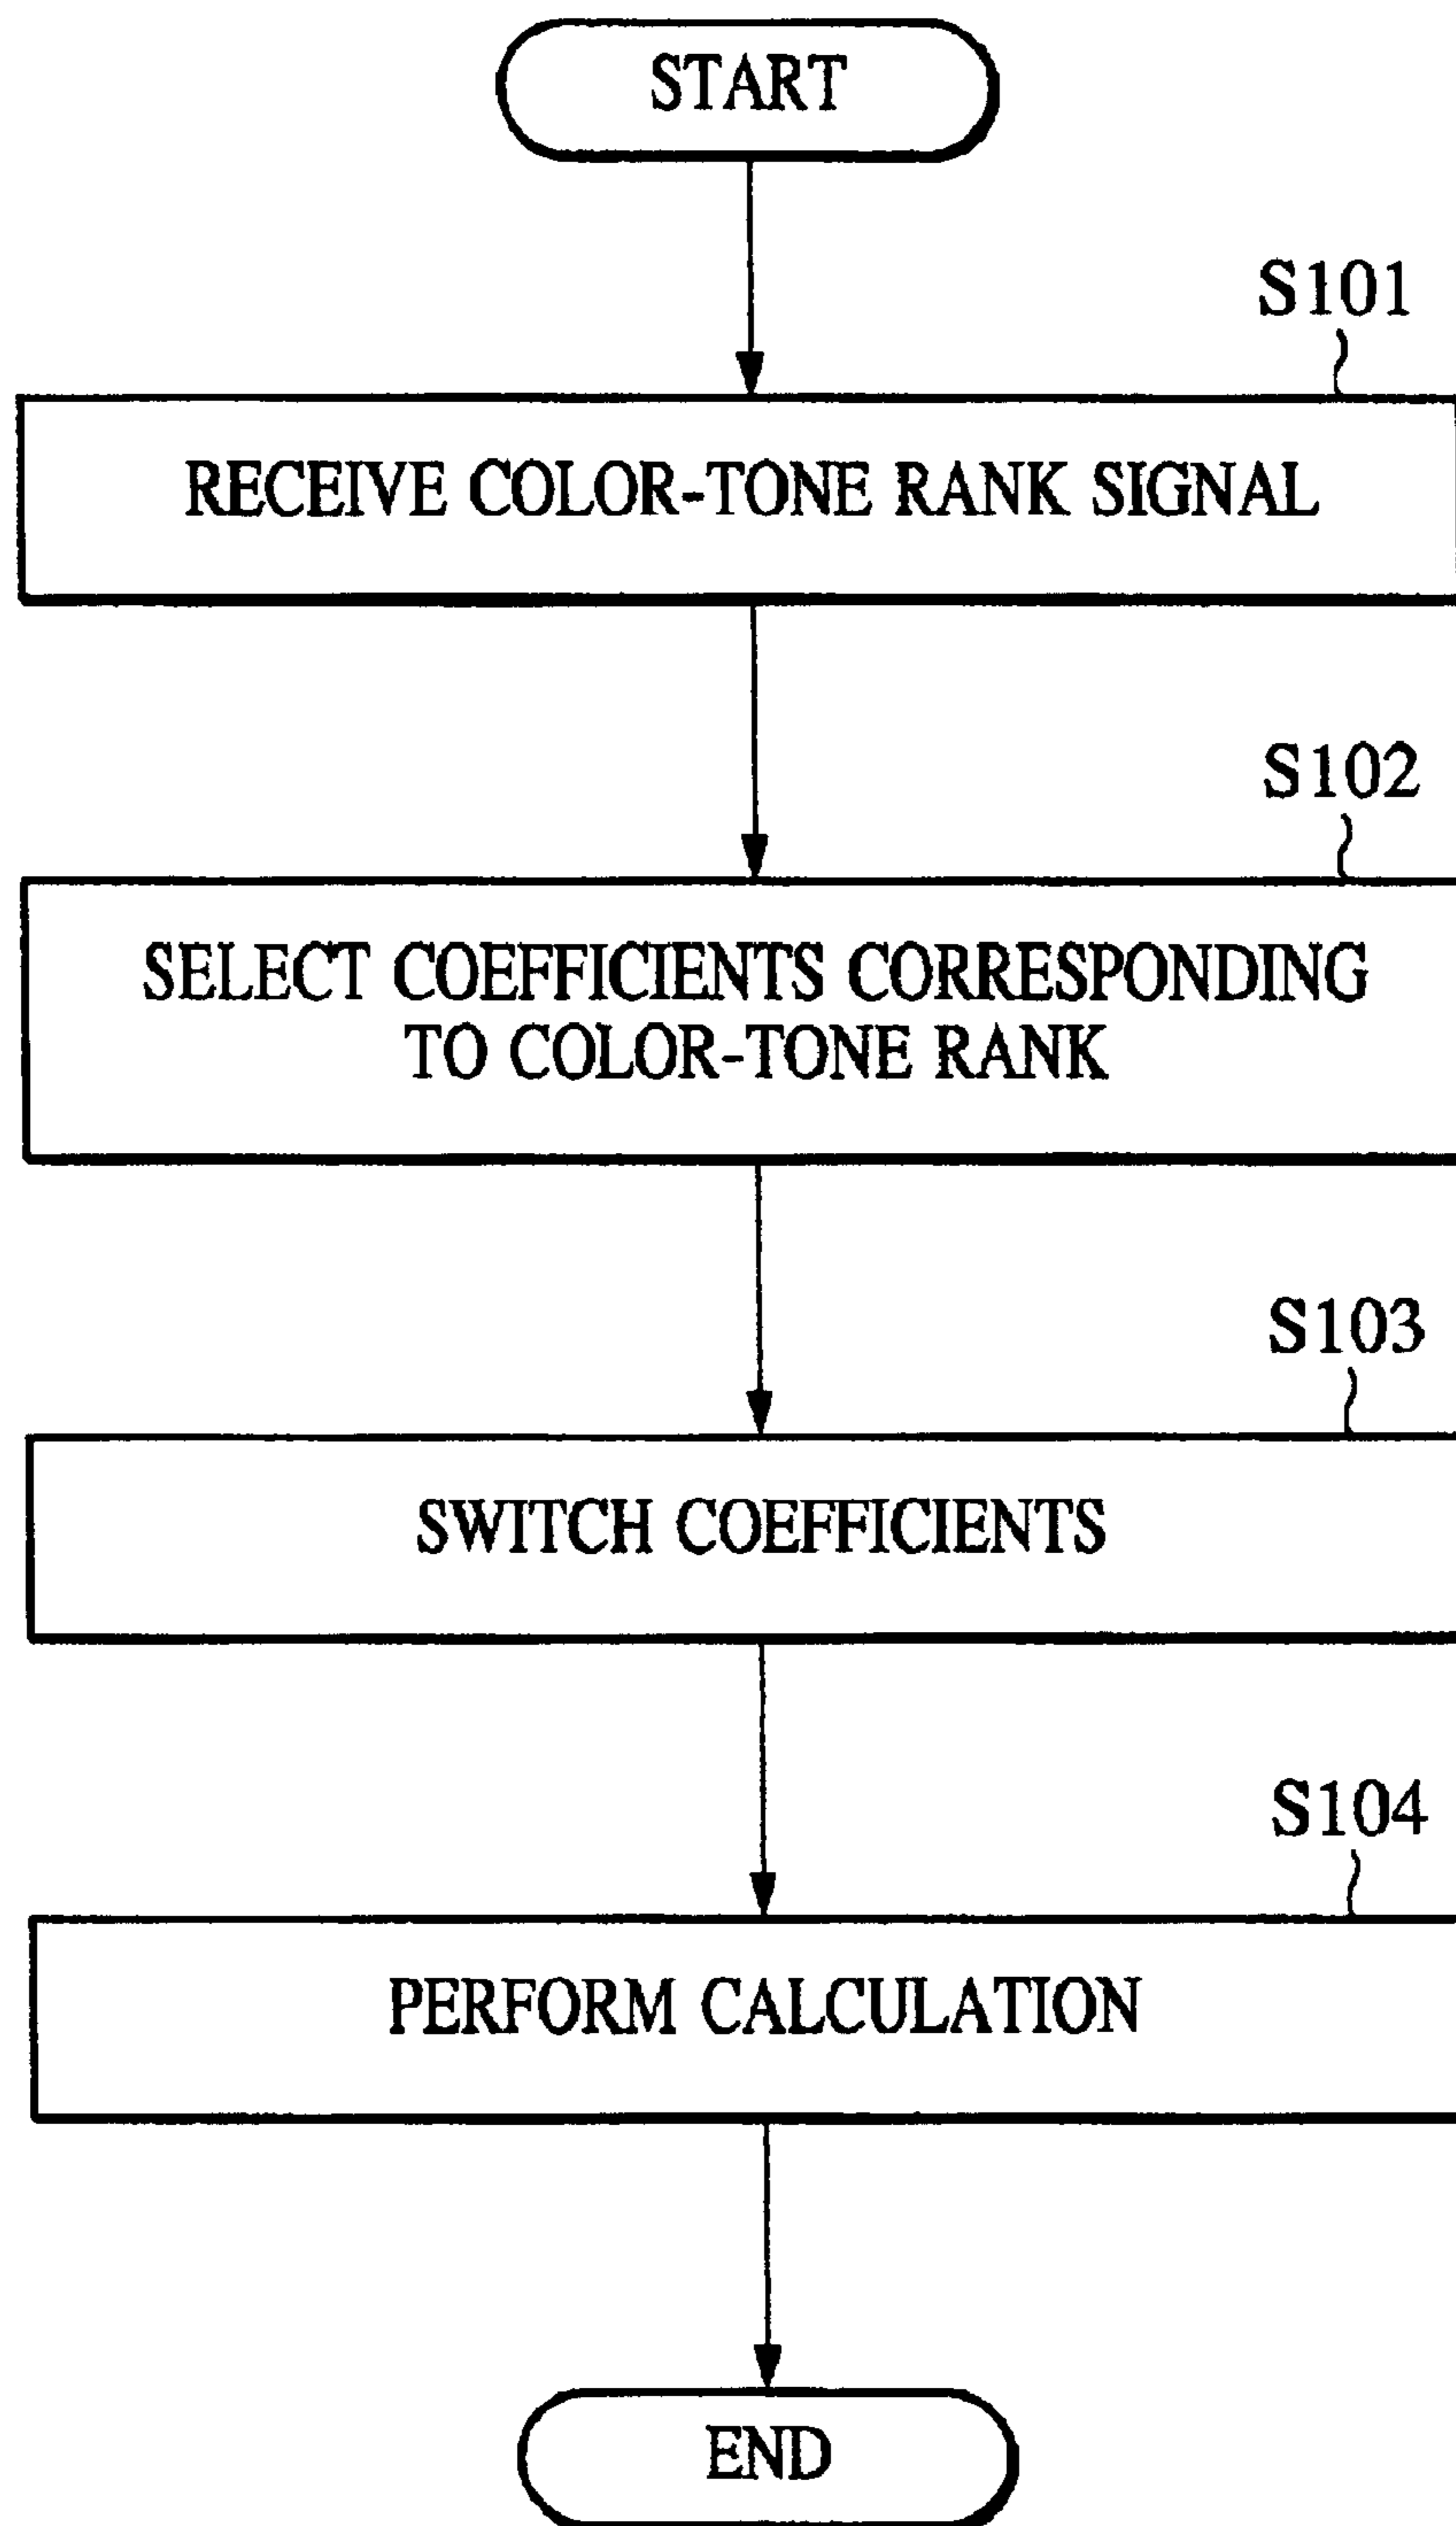 START
S101
RECEIVE COLOR-TONE RANK SIGNAL
S102
SELECT COEFFICIENTS CORRESPONDING
TO COLOR-TONE RANK
S103
SWITCH COEFFICIENTS
S104
PERFORM CALCULATION
END